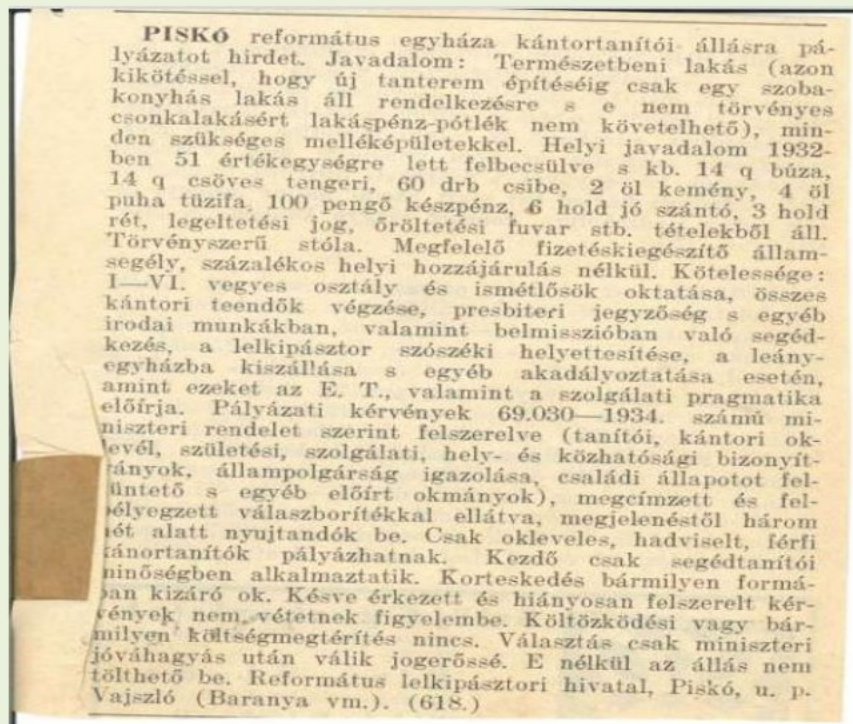 PISKÓ református egyháza kántortanítói állásra pá-
lyázatot hirdet. Javadalom: Természetbeni lakás (azon
kikötéssel, hogy új tanterem építéséig csak egy szoba-
konyhás lakás áll rendelkezésre s e nem törvényes
csonkalakásért lakáspénz-pótlék nem követelhető), min-
den szükséges melléképületekkel. Helyi javadalom 1932-
ben 51 értékegységre lett felbecsülve s kb. 14 q búza,
14 q csöves tengeri, 60 drb csibe, 2 öl kemény, 4 öl
puha tüzifa, 100 pengő készpénz, 6 hold jó szántó, 3 hold
rét, legeltetési jog, őröltetési fuvar stb. tételekből áll.
Törvényszerű stóla. Megfelelő fizetéskiegészítő állam-
segély, százalékos helyi hozzájárulás nélkül. Kötelessége:
I—VI. vegyes osztály és ismétlősök oktatása, összes
kántori teendők végzése, presbiteri jegyzőség s egyéb
irodai munkákban, valamint belmisszióban való segéd-
kezés, a lelkipásztor szószéki helyettesítése, a leány-
egyházba kiszállása s egyéb akadályoztatása esetén,
amint ezeket az E. T., valamint a szolgálati pragmatika
előírja. Pályázati kérvények 69.030—1934. számú mi-
niszteri rendelet szerint felszerelve (tanítói, kántori ok-
levél, születési, szolgálati, hely- és közhatósági bizonyít-
ányok, állampolgárság igazolása, családi állapotot fel-
üntető s egyéb előírt okmányok), megcímzett és fel-
bélyegzett válaszborítékkal ellátva, megjelenéstől három
hét alatt nyujtandók be. Csak okleveles, hadviselt, férfi
kánortanítók pályázhatnak. Kezdő csak segédtanítói
minőségben alkalmaztatik. Korteskedés bármilyen formá-
ban kizáró ok. Késve érkezett és hiányosan felszerelt kér-
vények nem vétetnek figyelembe. Költözködési vagy bár-
milyen költségmegtérítés nincs. Választás csak miniszteri
jóváhagyás után válik jogerőssé. E nélkül az állás nem
tölthető be. Református lelkipásztori hivatal, Piskó, u. p.
Vajszló (Baranya vm.). (618.)